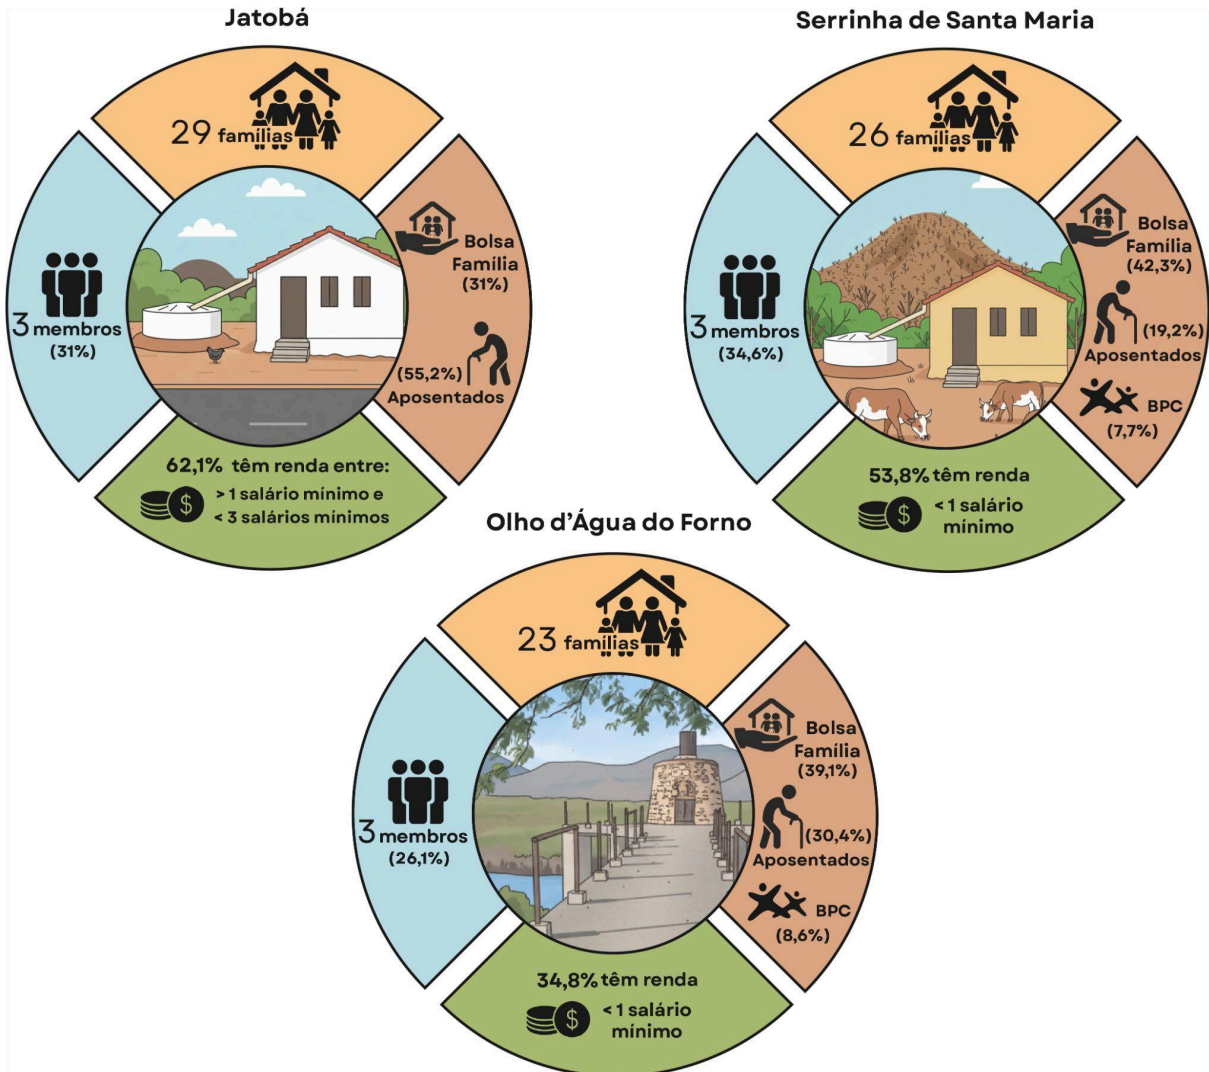 Jatobá
29 famílias
3 membros
(31%)
Bolsa
Família
(31%)
(55,2%)
Aposentados
62,1% têm renda entre:
> 1 salário mínimo e
< 3 salários mínimos
$
Serrinha de Santa Maria
26 famílias
3 membros
(34,6%)
Bolsa
Família
(42,3%)
(19,2%)
Aposentados
BPC
(7,7%)
53,8% têm renda
$
< 1 salário
mínimo
Olho d'Água do Forno
23 famílias
3 membros
(26,1%)
Bolsa
Família
(39,1%)
(30,4%)
Aposentados
BPC
(8,6%)
34,8% têm renda
$
< 1 salário
mínimo